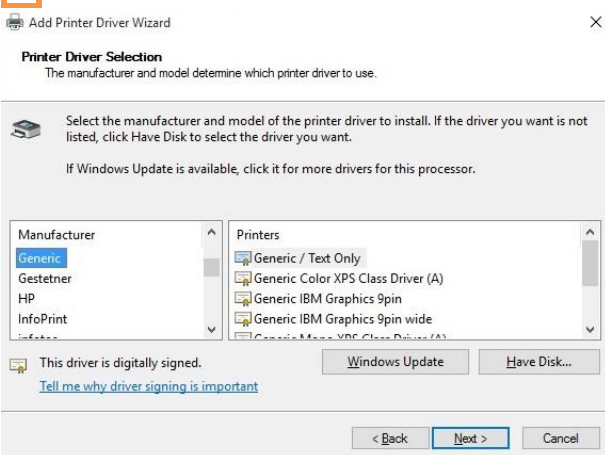 Add Printer Driver Wizard
Printer Driver Selection
The manufacturer and model determine which printer driver to use.
Select the manufacturer and model of the printer driver to install. If the driver you want is not
listed, click Have Disk to select the driver you want.
If Windows Update is available, click it for more drivers for this processor.
Manufacturer
Generic
Gestetner
HP
InfoPrint
Printers
Generic / Text Only
Generic Color XPS Class Driver (A)
Generic IBM Graphics 9pin
Generic IBM Graphics 9pin wide
Generic Mono XPS Class Driver (A)
This driver is digitally signed.
Tell me why driver signing is important
Windows Update
Have Disk...
< Back
Next >
Cancel